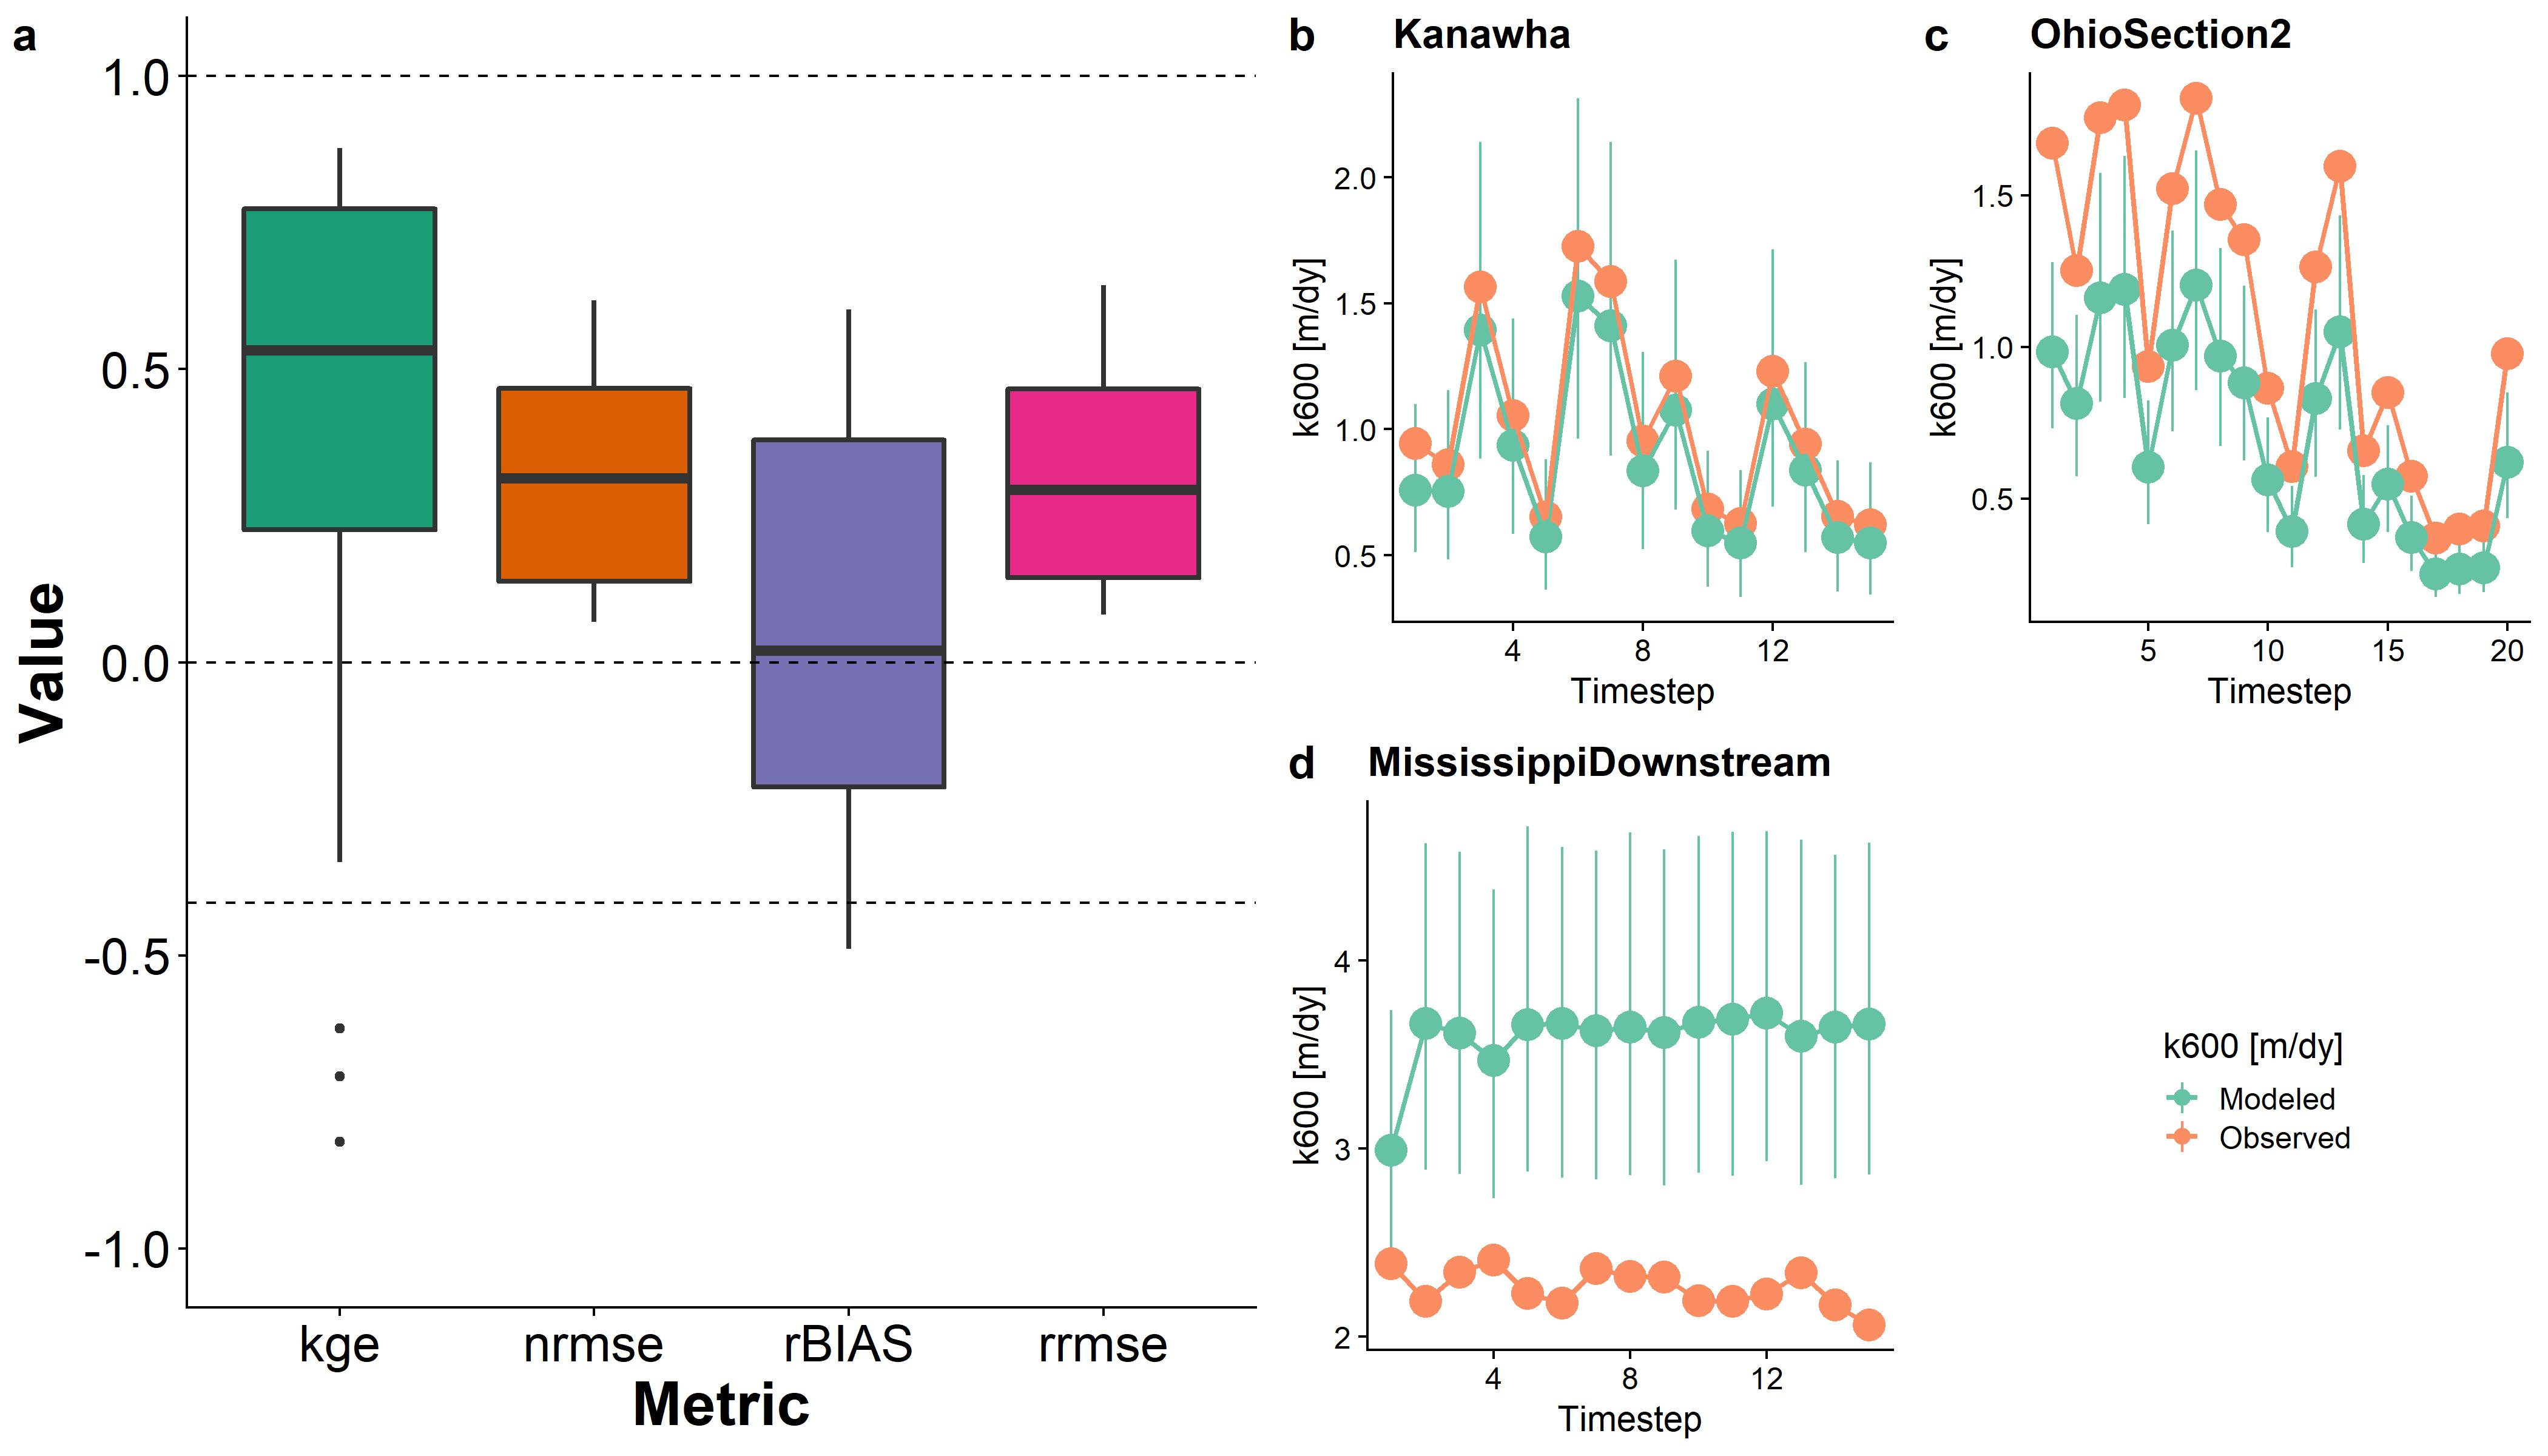 a
1.0
0.5
0.0
-0.5
-1.0
Value
kge nrmse rBIAS rrmse
Metric
b Kanawha
2.0
1.5
1.0
0.5
k600 [m/dy]
4 8 12
Timestep
c OhioSection2
1.5
1.0
0.5
k600 [m/dy]
5 10 15 20
Timestep
d MississippiDownstream
4
3
2
k600 [m/dy]
4 8 12
Timestep
k600 [m/dy]
Modeled
Observed